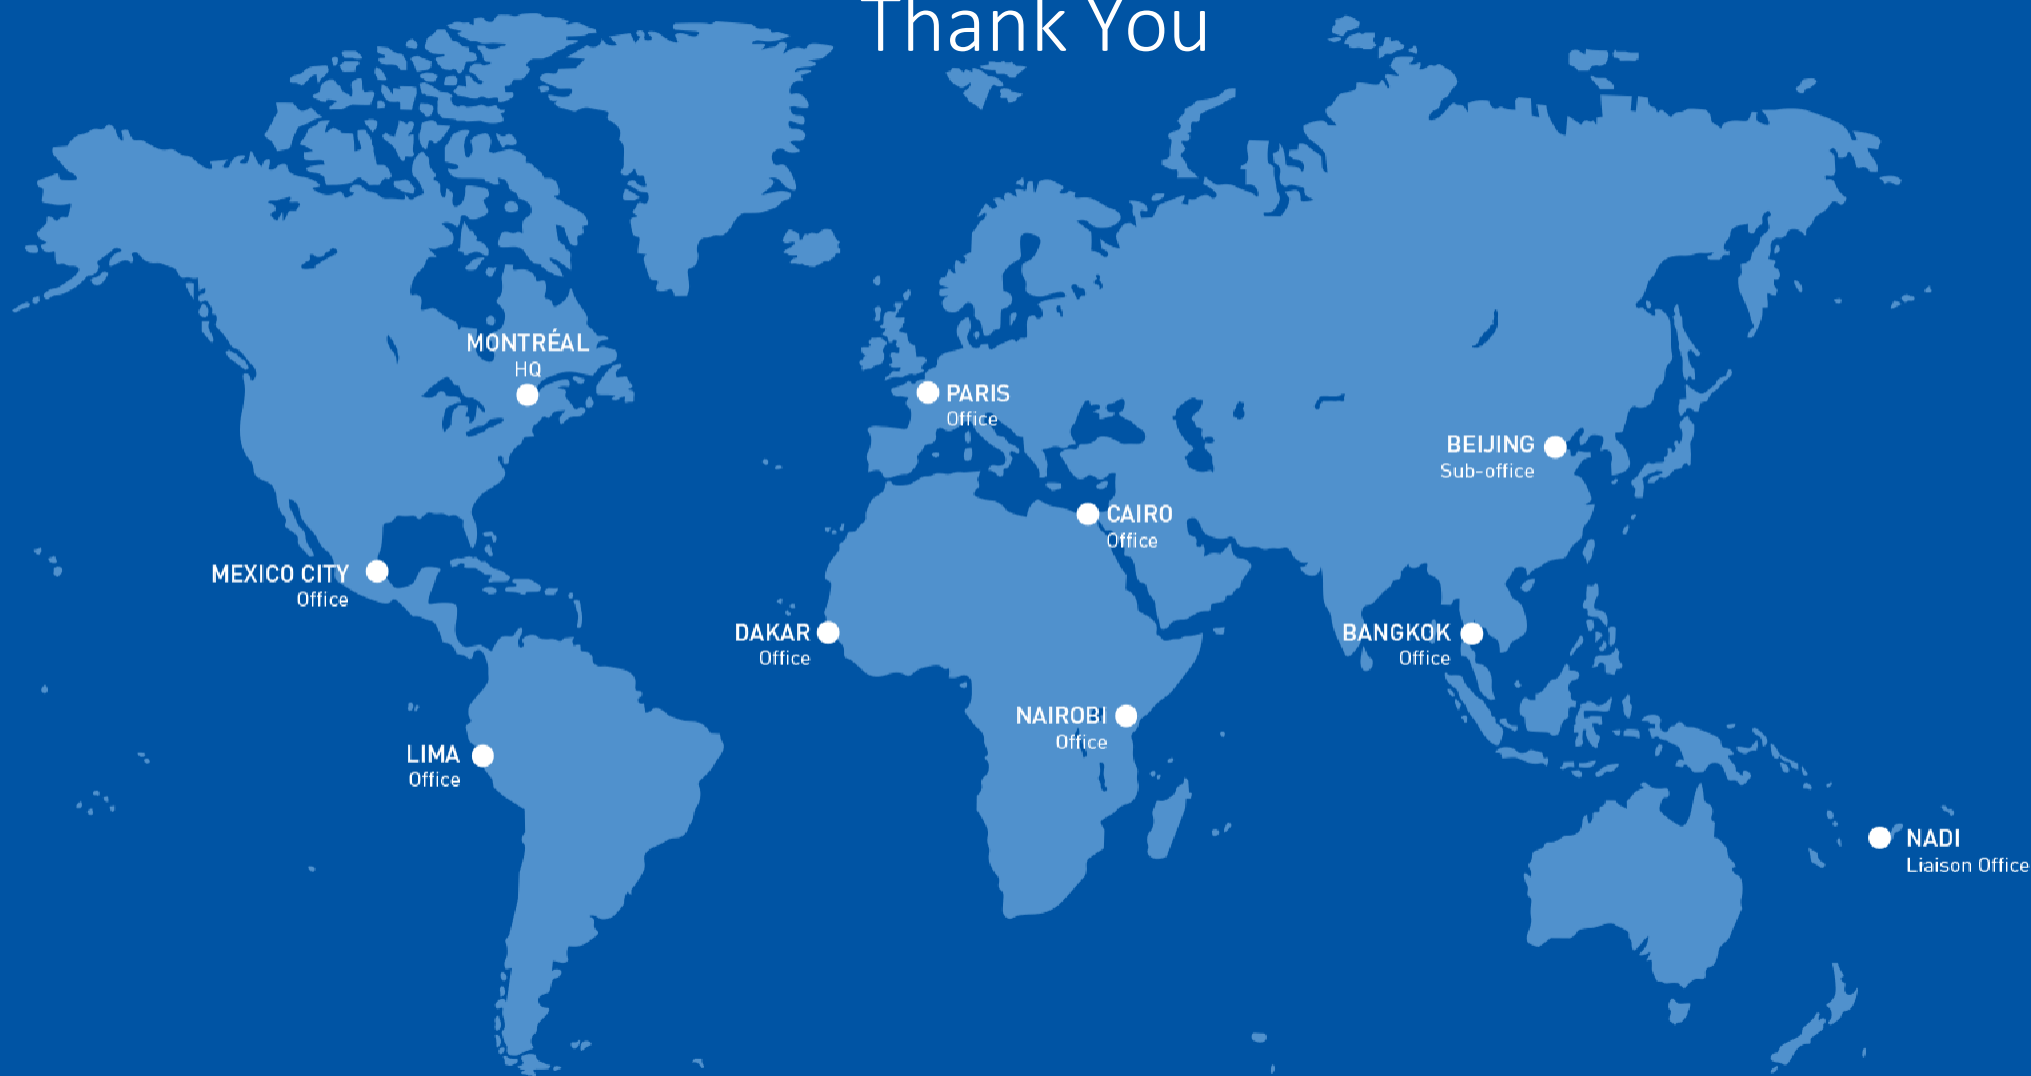 Thank You
MONTRÉAL
HQ
PARIS
Office
BEIJING
Sub-office
CAIRO
Office
MEXICO CITY
Office
DAKAR
Office
BANGKOK
Office
NAIROBI
Office
LIMA
Office
NADI
Liaison Office